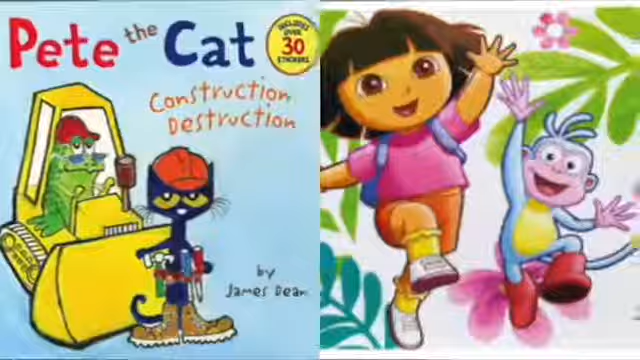 Pete the Cat
INCLUDES
OVER
30
STICKERS
Construction
Destruction
by
James Dean